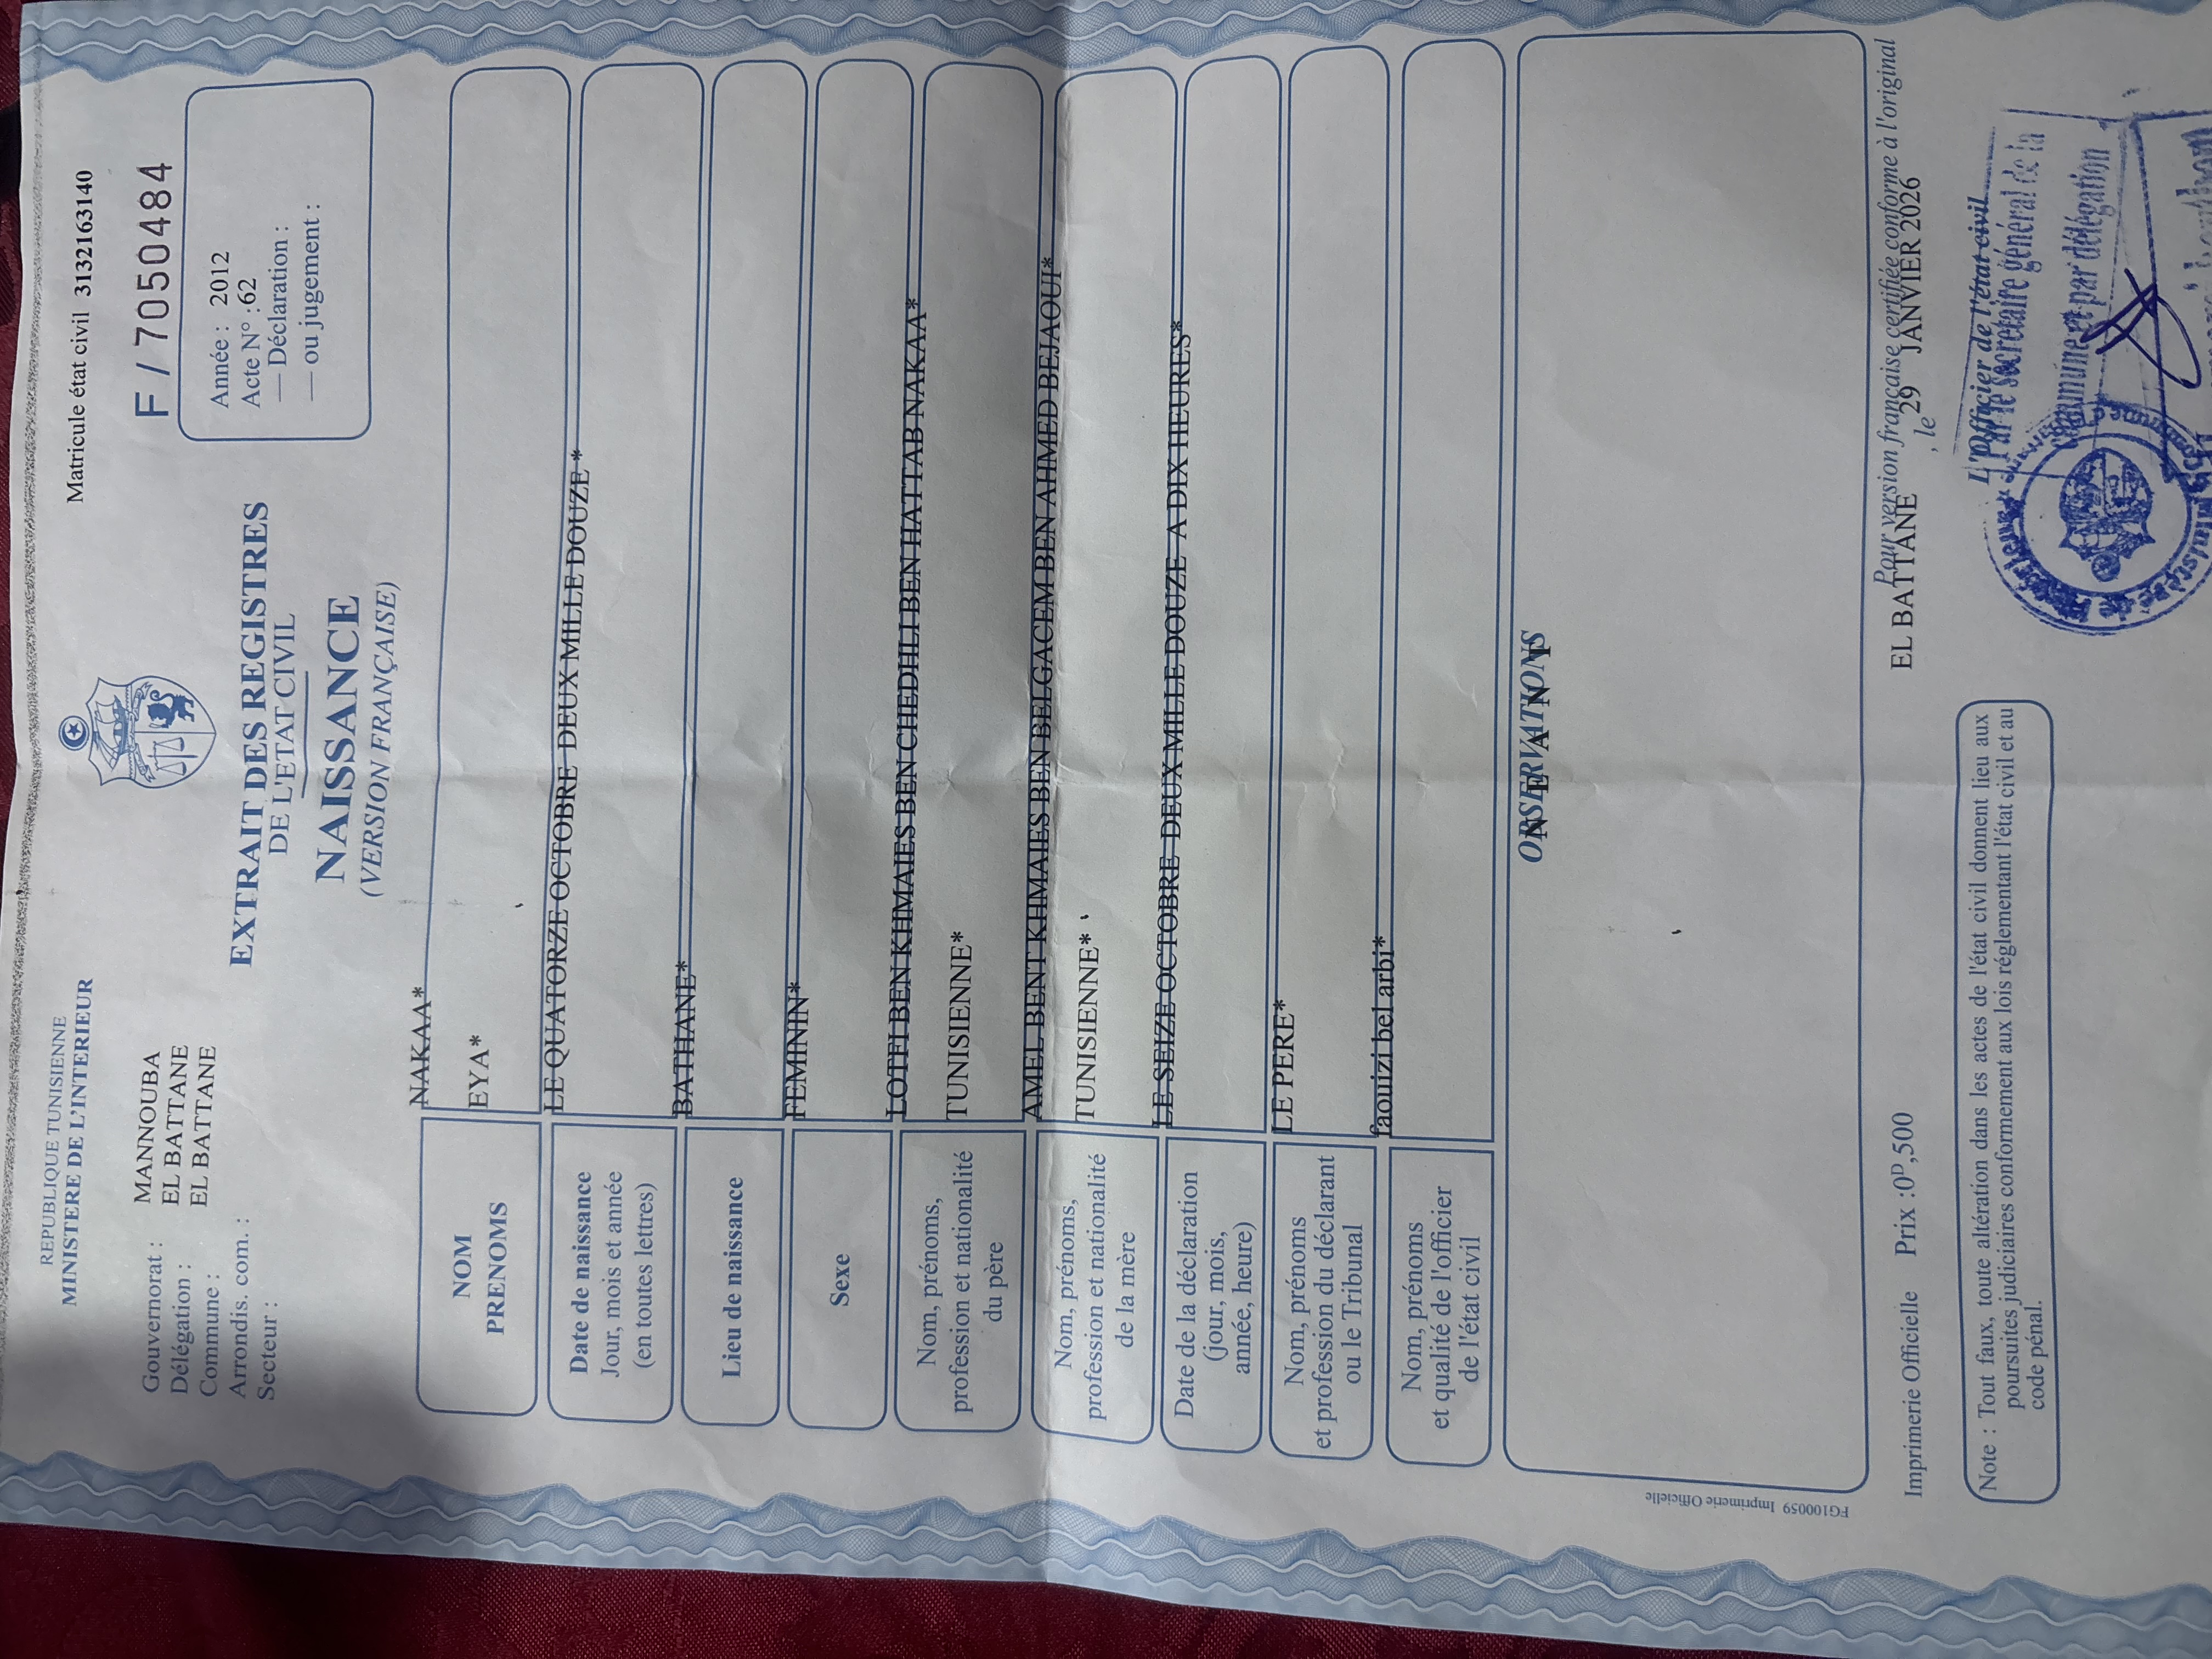 REPUBLIQUE TUNISIENNE
MINISTERE DE L'INTERIEUR
Matricule état civil 3132163140
Gouvernorat : MANNOUBA
Délégation : EL BATTANE
Commune : EL BATTANE
Arrondis. com. :
Secteur :
F / 7050484
Année : 2012
Acte N° : 62
— Déclaration :
— ou jugement :
EXTRAIT DES REGISTRES
DE L'ETAT CIVIL
NAISSANCE
(VERSION FRANÇAISE)
NOM
PRENOMS
NAKAA*
EYA*
Date de naissance
Jour, mois et année
(en toutes lettres)
LE QUATORZE OCTOBRE DEUX MILLE DOUZE *
Lieu de naissance
BATHANE*
Sexe
FEMININ*
Nom, prénoms,
profession et nationalité
du père
LOTFI BEN KHMAIES BEN CHEDHLI BEN HATTAB NAKAA*
TUNISIENNE*
Nom, prénoms,
profession et nationalité
de la mère
AMEL BENT KHMAIES BEN BELGACEM BEN AHMED BEJAOUI*
TUNISIENNE*
Date de la déclaration
(jour, mois,
année, heure)
LE SEIZE OCTOBRE DEUX MILLE DOUZE A DIX HEURES*
Nom, prénoms
et profession du déclarant
ou le Tribunal
LE PERE*
Nom, prénoms
et qualité de l'officier
de l'état civil
faouizi bel arbi*
OBSERVATIONS
N E A N T
FG100059 Imprimerie Officielle
Imprimerie Officielle Prix :0ᴰ,500
Pour version française certifiée conforme à l'original
EL BATTANE , le 29 JANVIER 2026
L'Officier de l'état civil
Par le Secrétaire général de la
commune et par délégation
Note : Tout faux, toute altération dans les actes de l'état civil donnent lieu aux
poursuites judiciaires conformement aux lois réglementant l'état civil et au
code pénal.